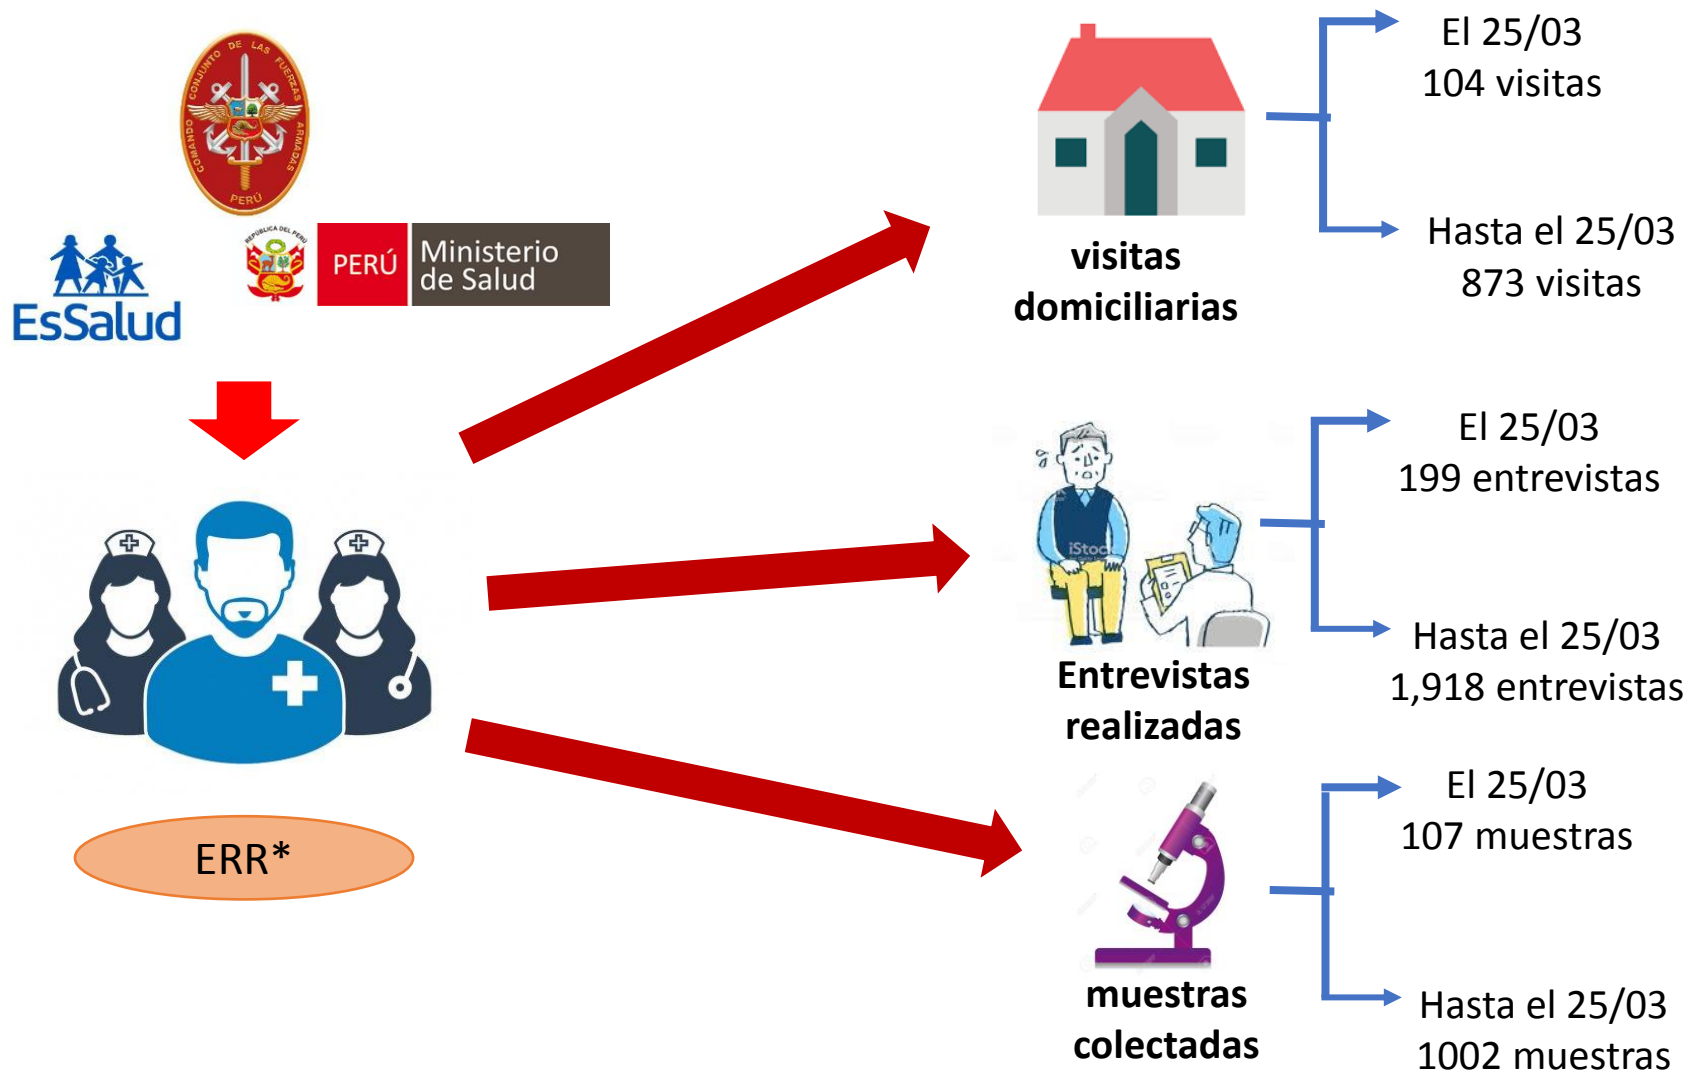 COMANDO CONJUNTO DE LAS FUERZAS ARMADAS
PERÚ
EsSalud
REPÚBLICA DEL PERÚ
PERÚ
Ministerio
de Salud
ERR*
visitas
domiciliarias
El 25/03
104 visitas
Hasta el 25/03
873 visitas
iStock
Entrevistas
realizadas
El 25/03
199 entrevistas
Hasta el 25/03
1,918 entrevistas
muestras
colectadas
El 25/03
107 muestras
Hasta el 25/03
1002 muestras